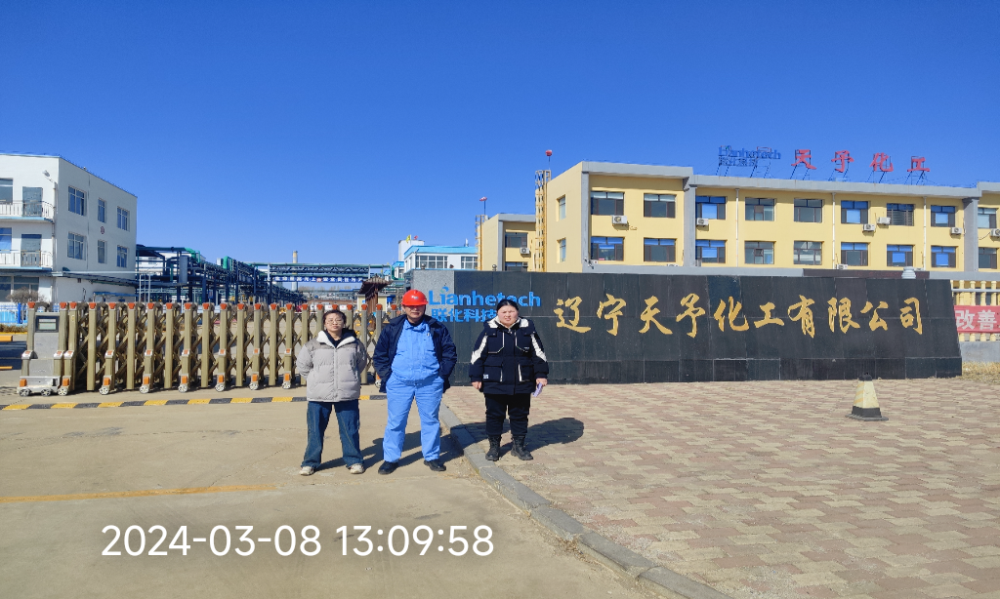 Lianhetech
天予化工
Lianhetech
联化科技
辽宁天予化工有限公司
改善
2024-03-08 13:09:58